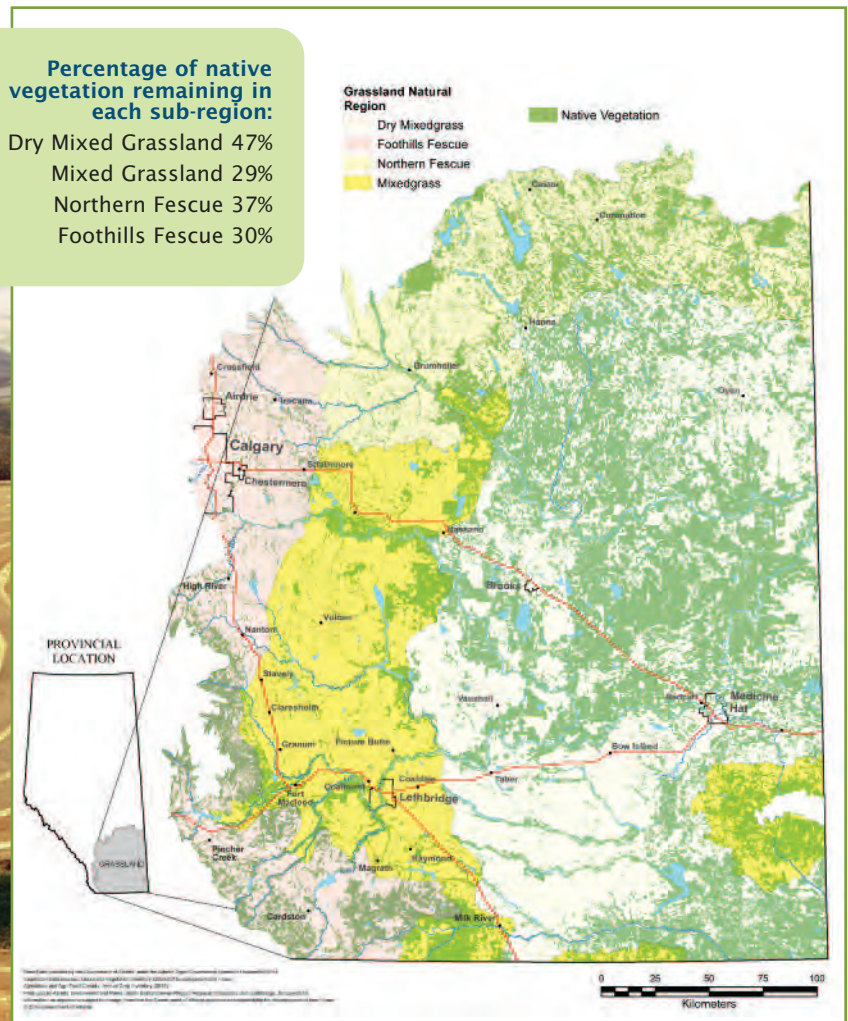 Percentage of native
vegetation remaining in
each sub-region:
Dry Mixed Grassland 47%
Mixed Grassland 29%
Northern Fescue 37%
Foothills Fescue 30%
Grassland Natural
Region
Dry Mixedgrass
Foothills Fescue
Northern Fescue
Mixedgrass
Native Vegetation
Castor
Coronation
Hanna
Oyen
Drumheller
Crossfield
Airdrie
Irricana
Calgary
Strathmore
Chestermere
Bassano
Brooks
High River
Vulcan
Nanton
Stavely
Claresholm
Vauxhall
Redcliff
Medicine
Hat
Granum
Picture Butte
Bow Island
Taber
Fort
Macleod
Coalhurst
Coaldale
Lethbridge
Pincher
Creek
Raymond
Magrath
Cardston
Milk River
PROVINCIAL
LOCATION
GRASSLAND
0 25 50 75 100
Kilometers